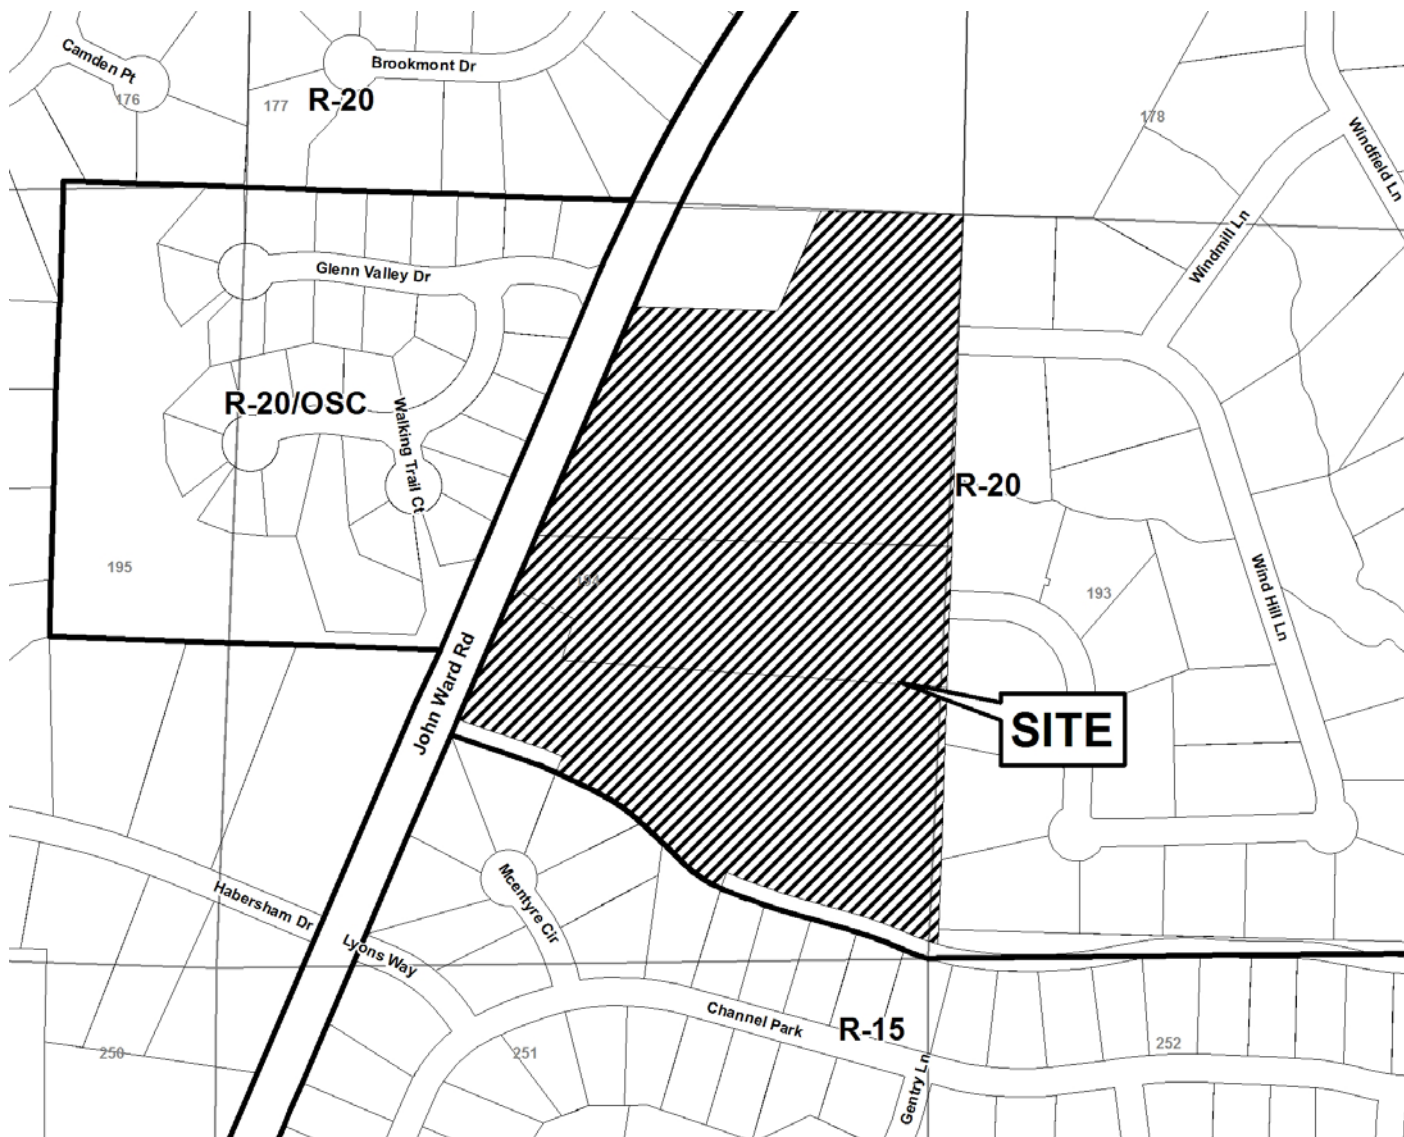 Camden Pt
Brookmont Dr
176
177
R-20
178
Windfield Ln
Windmill Ln
Glenn Valley Dr
R-20/OSC
Walking Trail Ct
R-20
195
194
193
Wind Hill Ln
John Ward Rd
SITE
Habersham Dr
Mcentyre Cir
Lyons Way
Channel Park
R-15
250
251
252
Gentry Ln